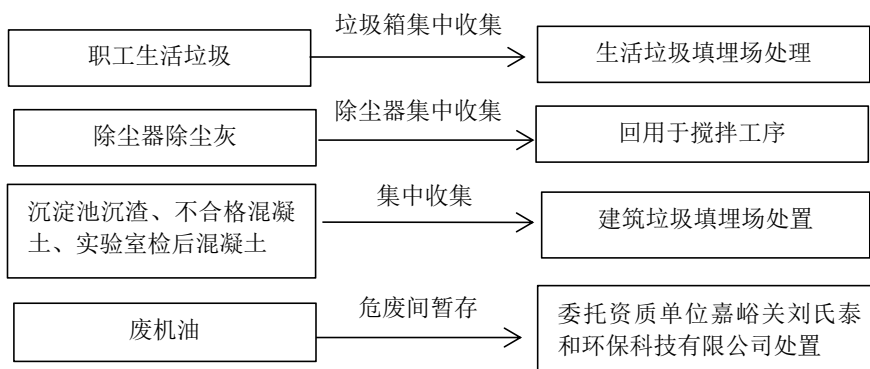 垃圾箱集中收集
职工生活垃圾
生活垃圾填埋场处理
除尘器集中收集
除尘器除尘灰
回用于搅拌工序
集中收集
沉淀池沉渣、不合格混凝
土、实验室检后混凝土
建筑垃圾填埋场处置
危废间暂存
废机油
委托资质单位嘉峪关刘氏泰
和环保科技有限公司处置